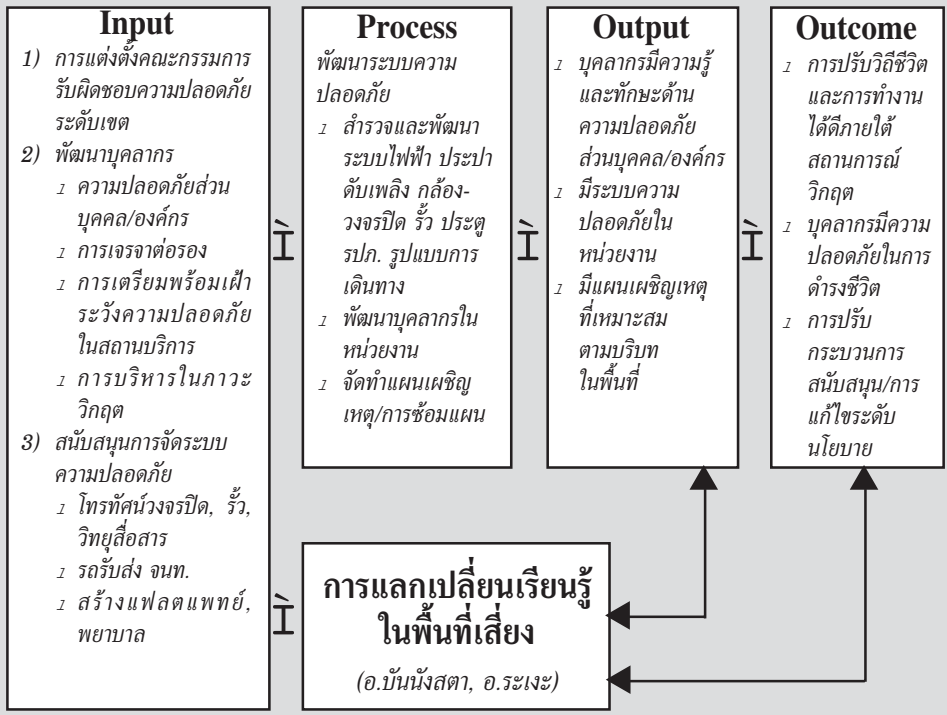 Input
1) การแต่งตั้งคณะกรรมการ
รับผิดชอบความปลอดภัย
ระดับเขต
2) พัฒนาบุคลากร
ı ความปลอดภัยส่วน
บุคคล/องค์กร
ı การเจรจาต่อรอง
ı การเตรียมพร้อมเฝ้า
ระวังความปลอดภัย
ในสถานบริการ
ı การบริหารในภาวะ
วิกฤต
3) สนับสนุนการจัดระบบ
ความปลอดภัย
ı โทรทัศน์วงจรปิด, รั้ว,
วิทยุสื่อสาร
ı รถรับส่ง จนท.
ı สร้างแฟลตแพทย์,
พยาบาล
Process
พัฒนาระบบความ
ปลอดภัย
ı สำรวจและพัฒนา
ระบบไฟฟ้า ประปา
ดับเพลิง กล้อง-
วงจรปิด รั้ว ประตู
รปภ. รูปแบบการ
เดินทาง
ı พัฒนาบุคลากรใน
หน่วยงาน
ı จัดทำแผนเผชิญ
เหตุ/การซ้อมแผน
Output
ı บุคลากรมีความรู้
และทักษะด้าน
ความปลอดภัย
ส่วนบุคคล/องค์กร
ı มีระบบความ
ปลอดภัยใน
หน่วยงาน
ı มีแผนเผชิญเหตุ
ที่เหมาะสม
ตามบริบท
ในพื้นที่
Outcome
ı การปรับวิถีชีวิต
และการทำงาน
ได้ดีภายใต้
สถานการณ์
วิกฤต
ı บุคลากรมีความ
ปลอดภัยในการ
ดำรงชีวิต
ı การปรับ
กระบวนการ
สนับสนุน/การ
แก้ไขระดับ
นโยบาย
การแลกเปลี่ยนเรียนรู้
ในพื้นที่เสี่ยง
(อ.บันนังสตา, อ.ระเงะ)